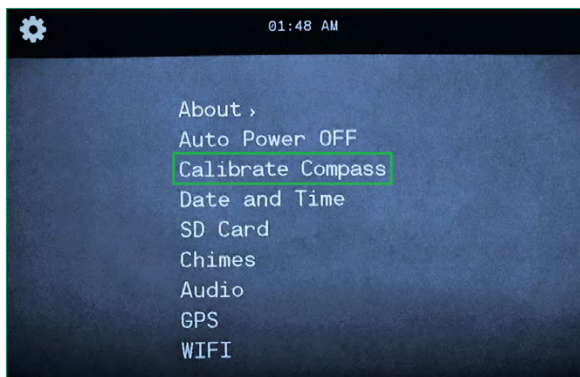 01:48 AM
About ›
Auto Power OFF
Calibrate Compass
Date and Time
SD Card
Chimes
Audio
GPS
WIFI